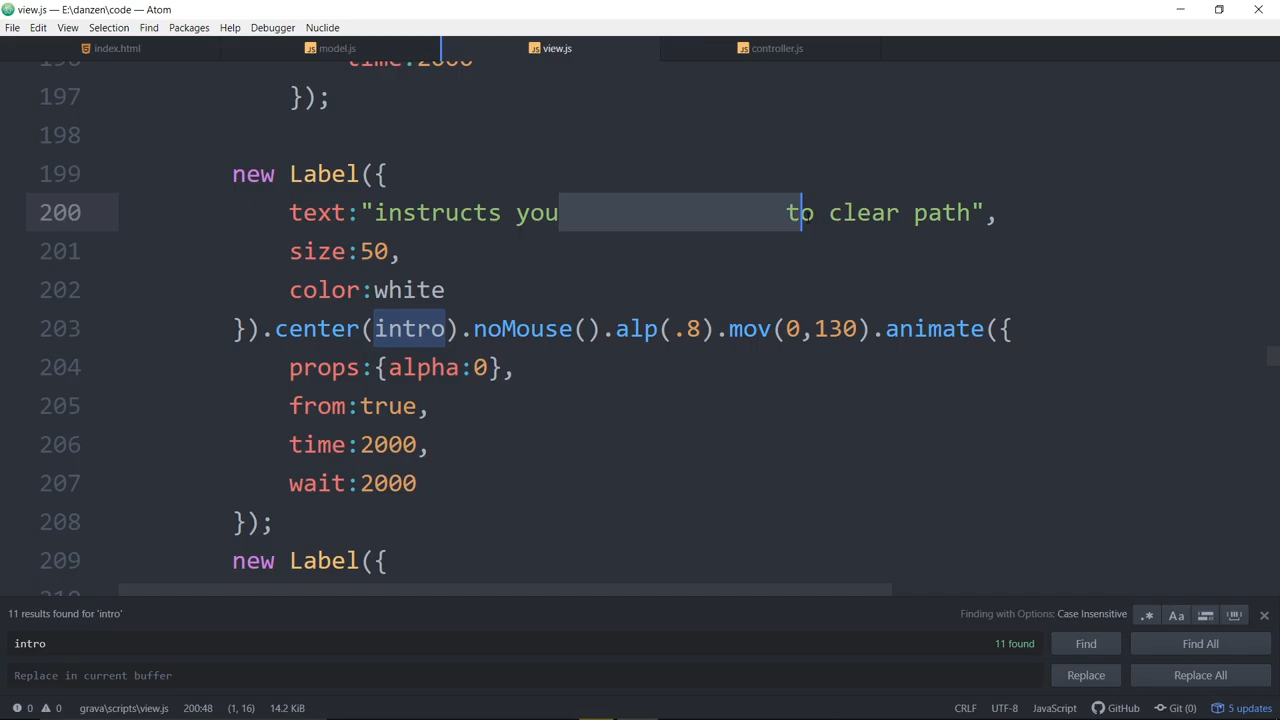 view.js — E:\danzen\code — Atom
File Edit View Selection Find Packages Help Debugger Nuclide
index.html model.js view.js controller.js
196 time:2000
197 });
198
199 new Label({
200 text:"instructs you                to clear path",
201 size:50,
202 color:white
203 }).center(intro).noMouse().alp(.8).mov(0,130).animate({
204 props:{alpha:0},
205 from:true,
206 time:2000,
207 wait:2000
208 });
209 new Label({
11 results found for 'intro' Finding with Options: Case Insensitive .* Aa
intro 11 found Find Find All
Replace in current buffer Replace Replace All
0 0 grava\scripts\view.js 200:48 (1, 16) 14.2 KiB CRLF UTF-8 JavaScript GitHub Git (0) 5 updates